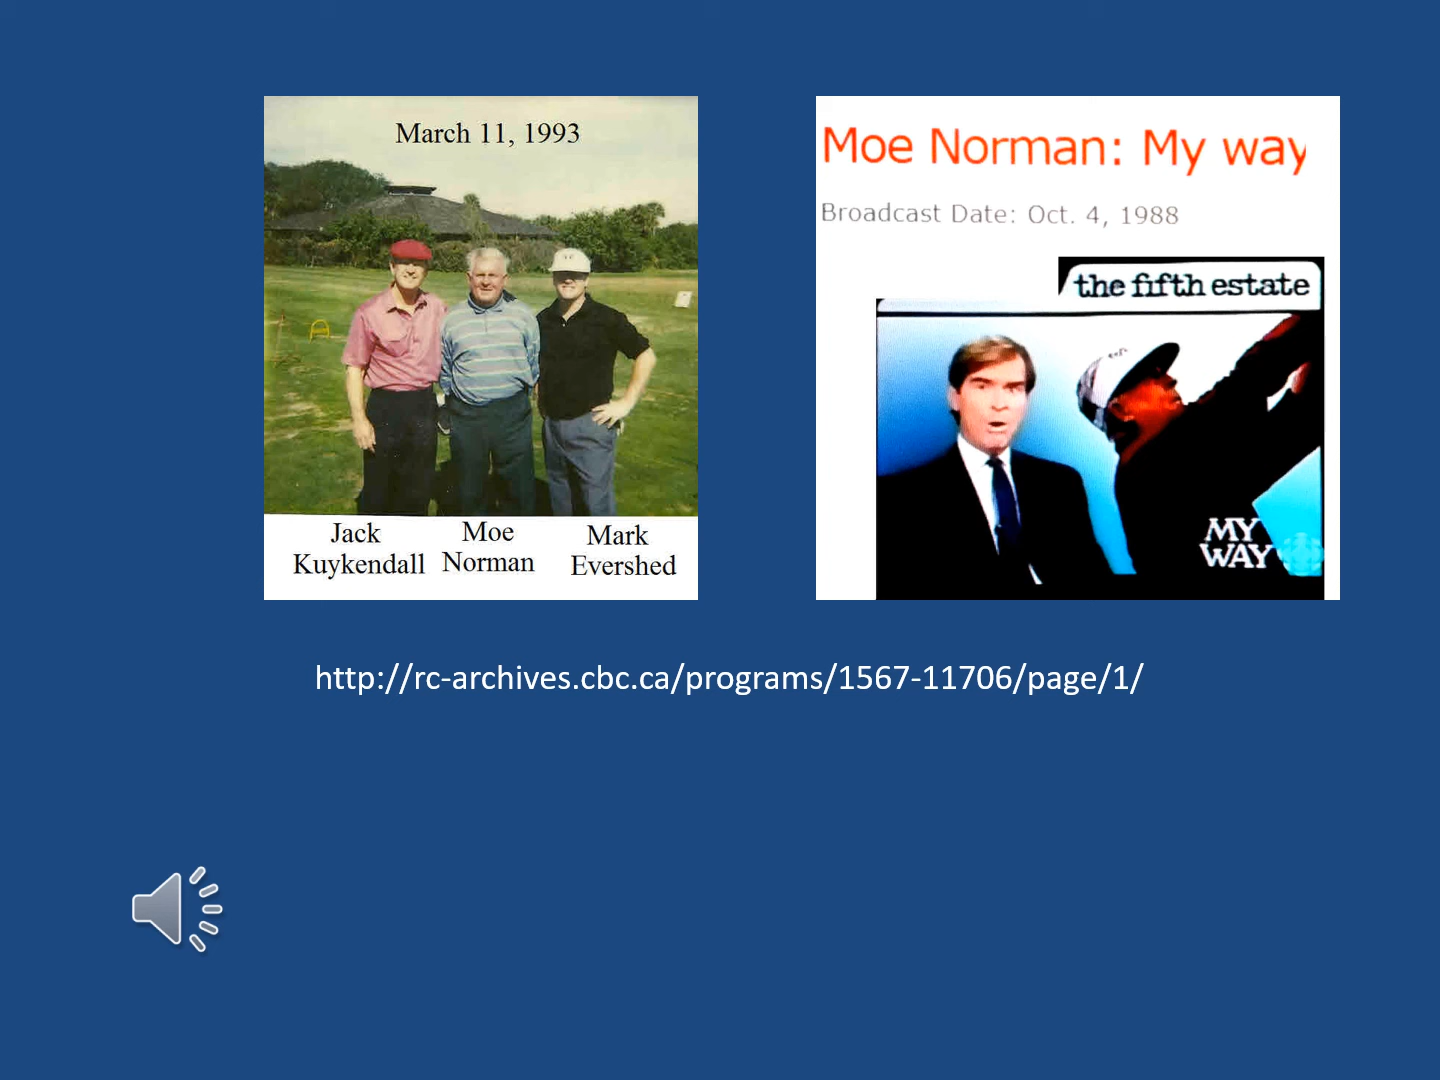 March 11, 1993
Jack Kuykendall
Moe Norman
Mark Evershed
Moe Norman: My way
Broadcast Date: Oct. 4, 1988
the fifth estate
MY
WAY
http://rc-archives.cbc.ca/programs/1567-11706/page/1/